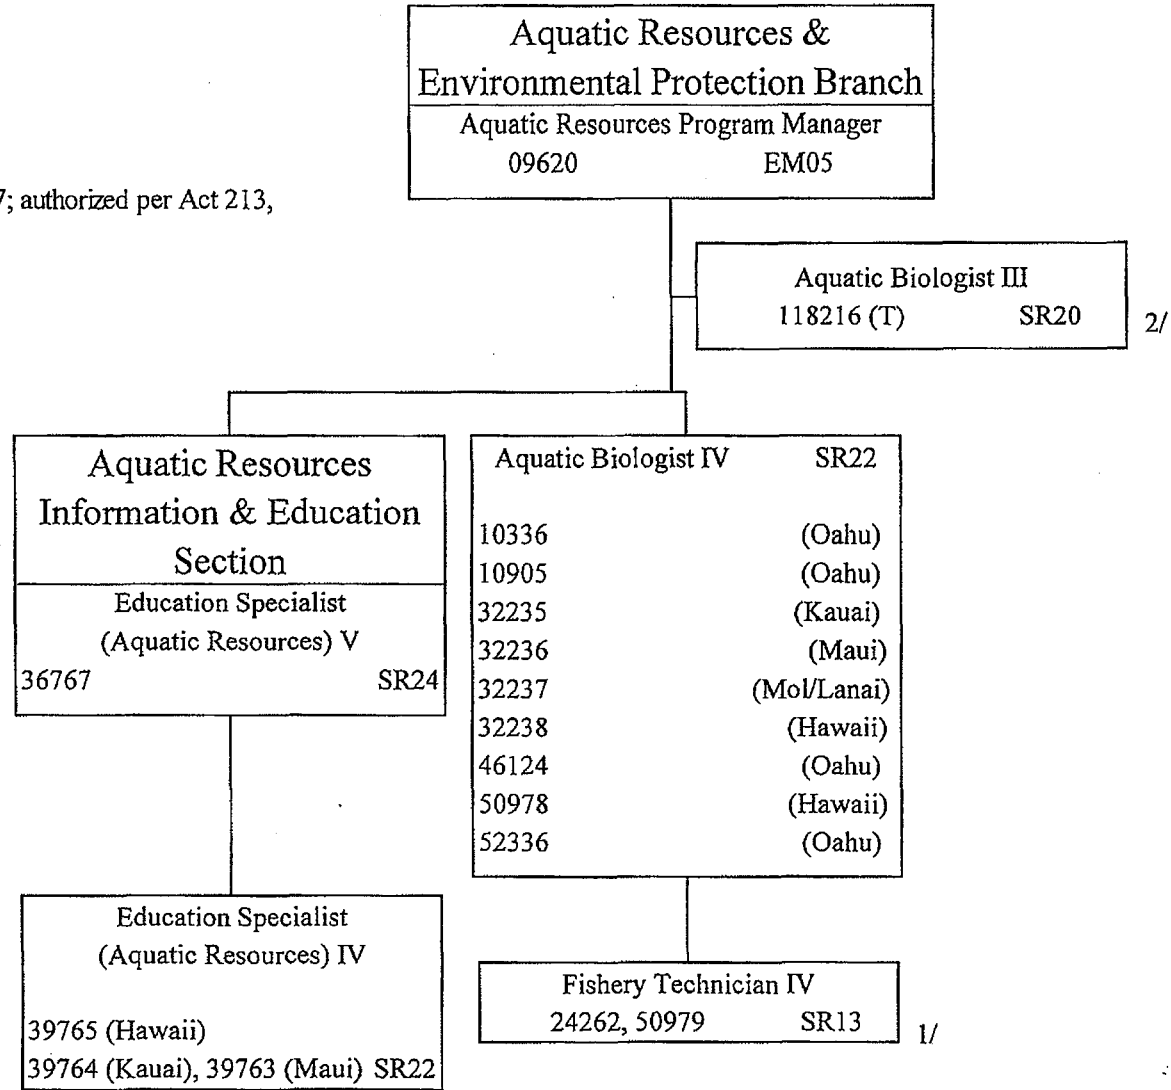 Aquatic Resources &
Environmental Protection Branch
Aquatic Resources Program Manager
09620 EM05
7; authorized per Act 213,
Aquatic Biologist III
118216 (T) SR20
2/
Aquatic Resources
Information & Education
Section
Education Specialist
(Aquatic Resources) V
36767 SR24
Aquatic Biologist IV SR22
10336 (Oahu)
10905 (Oahu)
32235 (Kauai)
32236 (Maui)
32237 (Mol/Lanai)
32238 (Hawaii)
46124 (Oahu)
50978 (Hawaii)
52336 (Oahu)
Education Specialist
(Aquatic Resources) IV
39765 (Hawaii)
39764 (Kauai), 39763 (Maui) SR22
Fishery Technician IV
24262, 50979 SR13
1/